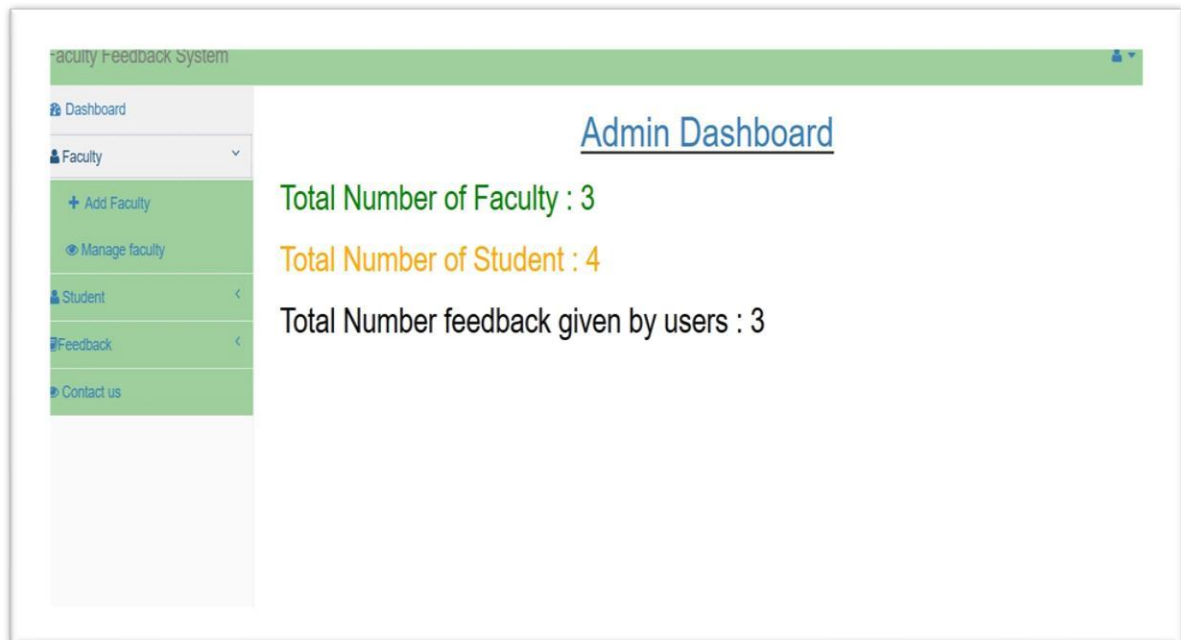 Faculty Feedback System
Dashboard
Faculty
Add Faculty
Manage faculty
Student
Feedback
Contact us
Admin Dashboard
Total Number of Faculty : 3
Total Number of Student : 4
Total Number feedback given by users : 3